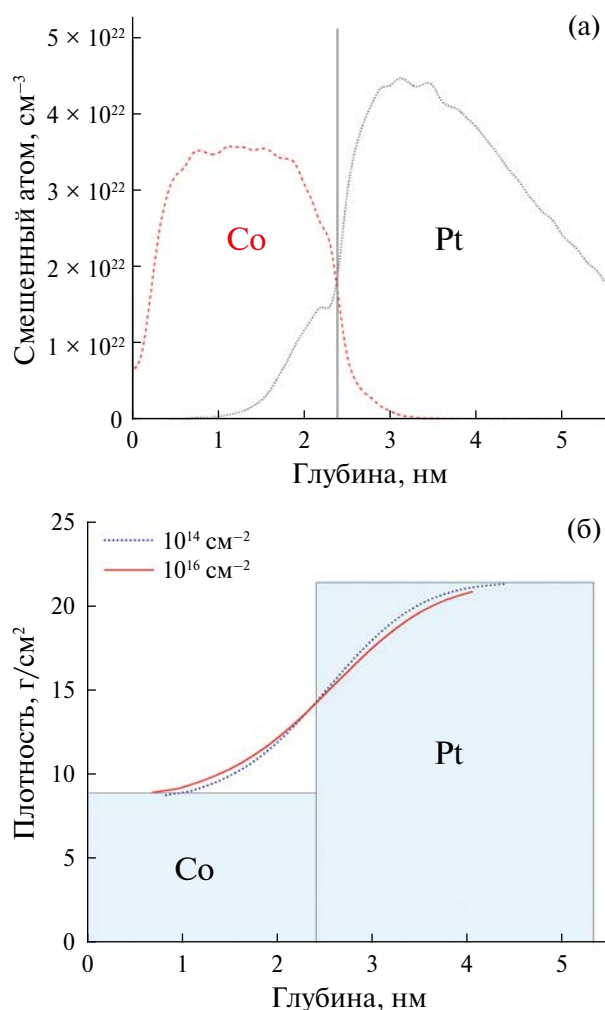 (а)
5 × 10²²
4 × 10²²
3 × 10²²
2 × 10²²
1 × 10²²
0
Смещенный атом, см⁻³
Co
Pt
0 1 2 3 4 5
Глубина, нм
(б)
25
20
15
10
5
0
10¹⁴ см⁻²
10¹⁶ см⁻²
Плотность, г/см²
Co
Pt
0 1 2 3 4 5
Глубина, нм